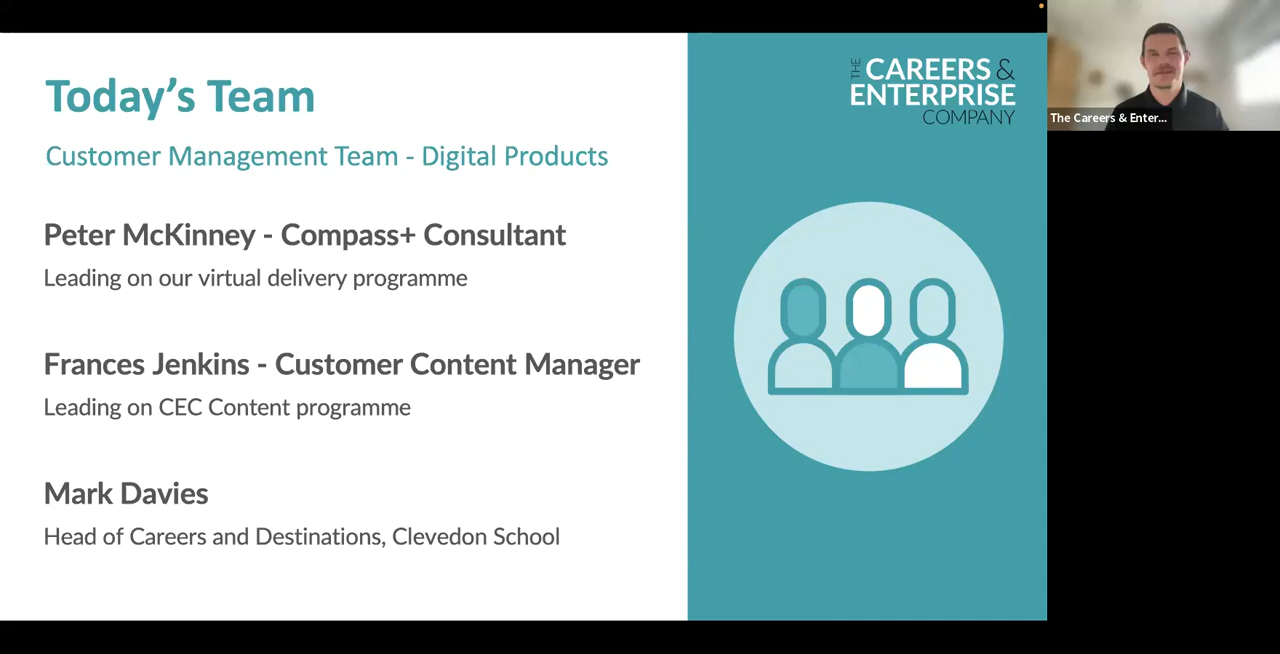 Today's Team
Customer Management Team - Digital Products
Peter McKinney - Compass+ Consultant
Leading on our virtual delivery programme
Frances Jenkins - Customer Content Manager
Leading on CEC Content programme
Mark Davies
Head of Careers and Destinations, Clevedon School
THE CAREERS &
ENTERPRISE
COMPANY
The Careers & Enter...